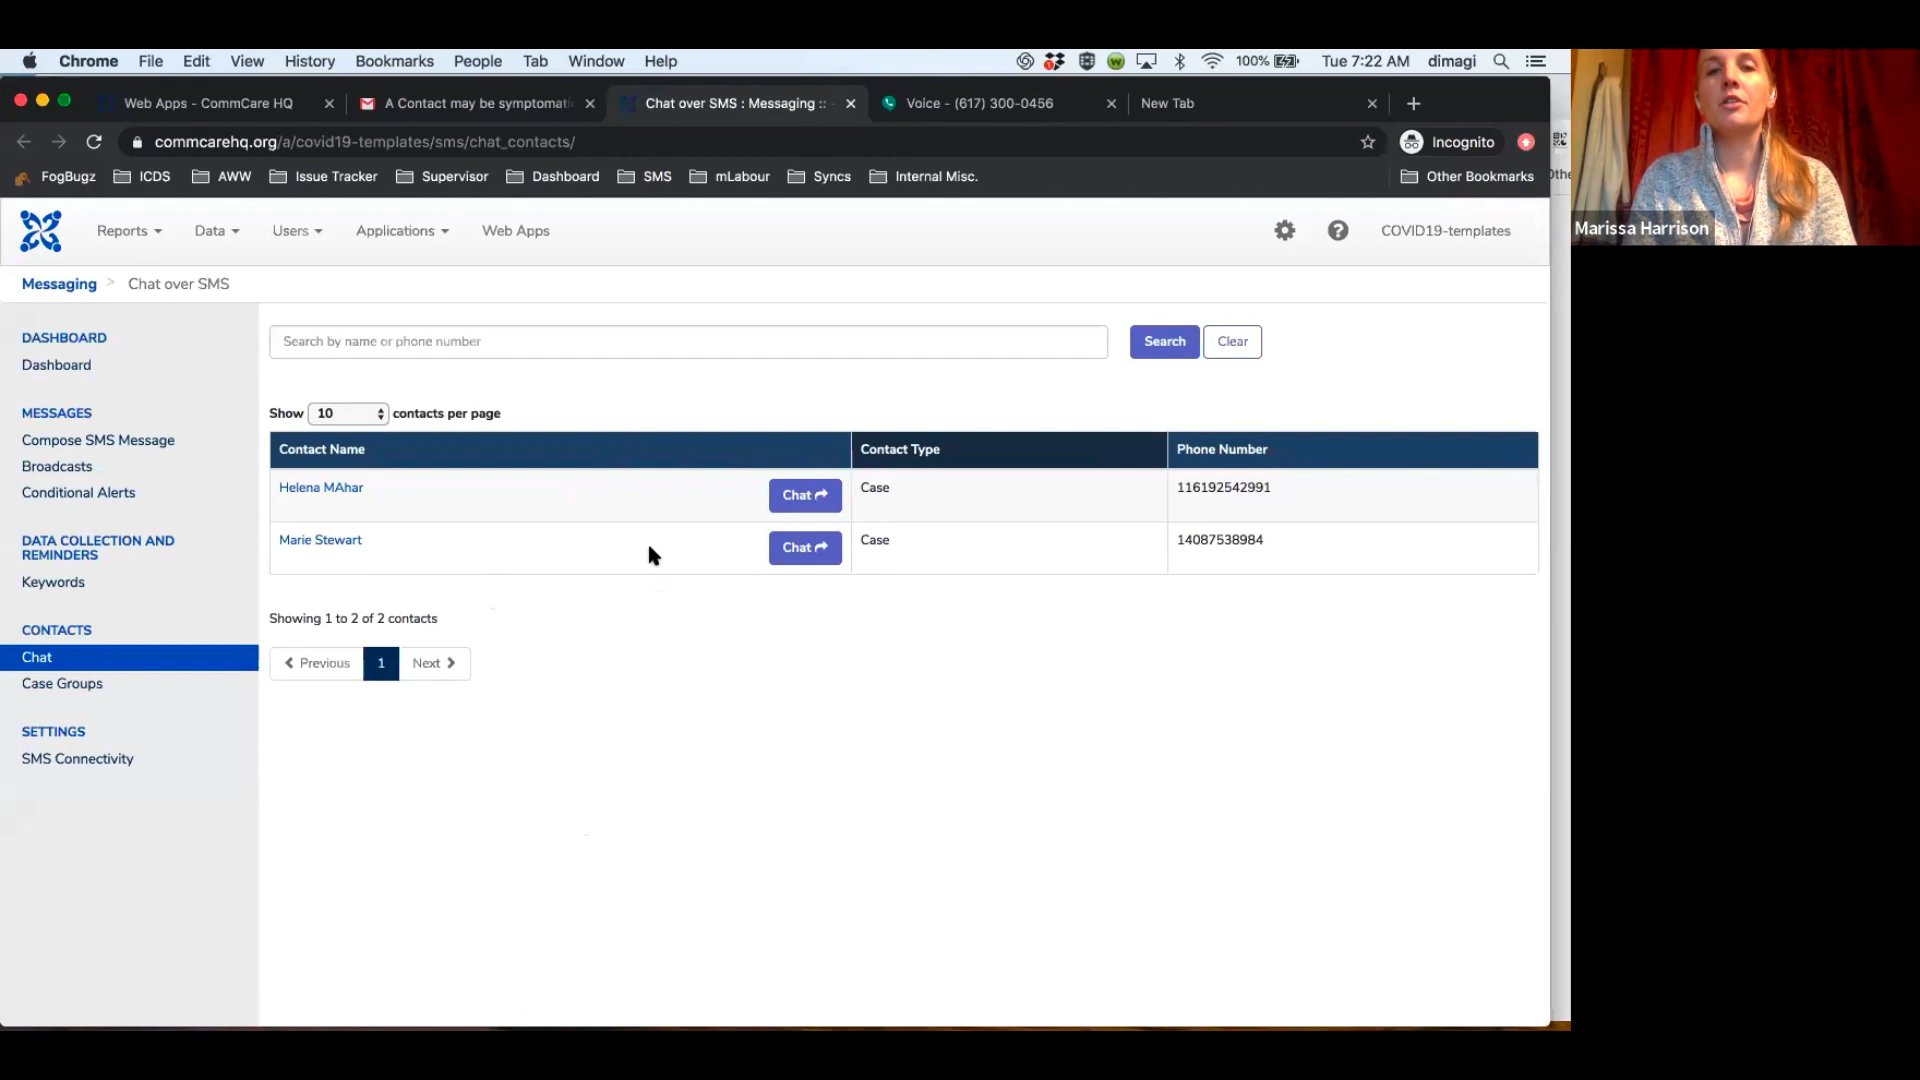 Chrome File Edit View History Bookmarks People Tab Window Help 100% Tue 7:22 AM dimagi
Web Apps - CommCare HQ A Contact may be symptomati Chat over SMS : Messaging :: Voice - (617) 300-0456 New Tab
commcarehq.org/a/covid19-templates/sms/chat_contacts/ Incognito
FogBugz ICDS AWW Issue Tracker Supervisor Dashboard SMS mLabour Syncs Internal Misc. Other Bookmarks
Reports Data Users Applications Web Apps COVID19-templates
Marissa Harrison
Messaging > Chat over SMS
DASHBOARD
Dashboard
MESSAGES
Compose SMS Message
Broadcasts
Conditional Alerts
DATA COLLECTION AND
REMINDERS
Keywords
CONTACTS
Chat
Case Groups
SETTINGS
SMS Connectivity
Search by name or phone number Search Clear
Show 10 contacts per page
Contact Name Contact Type Phone Number
Helena MAhar Chat Case 116192542991
Marie Stewart Chat Case 14087538984
Showing 1 to 2 of 2 contacts
Previous 1 Next